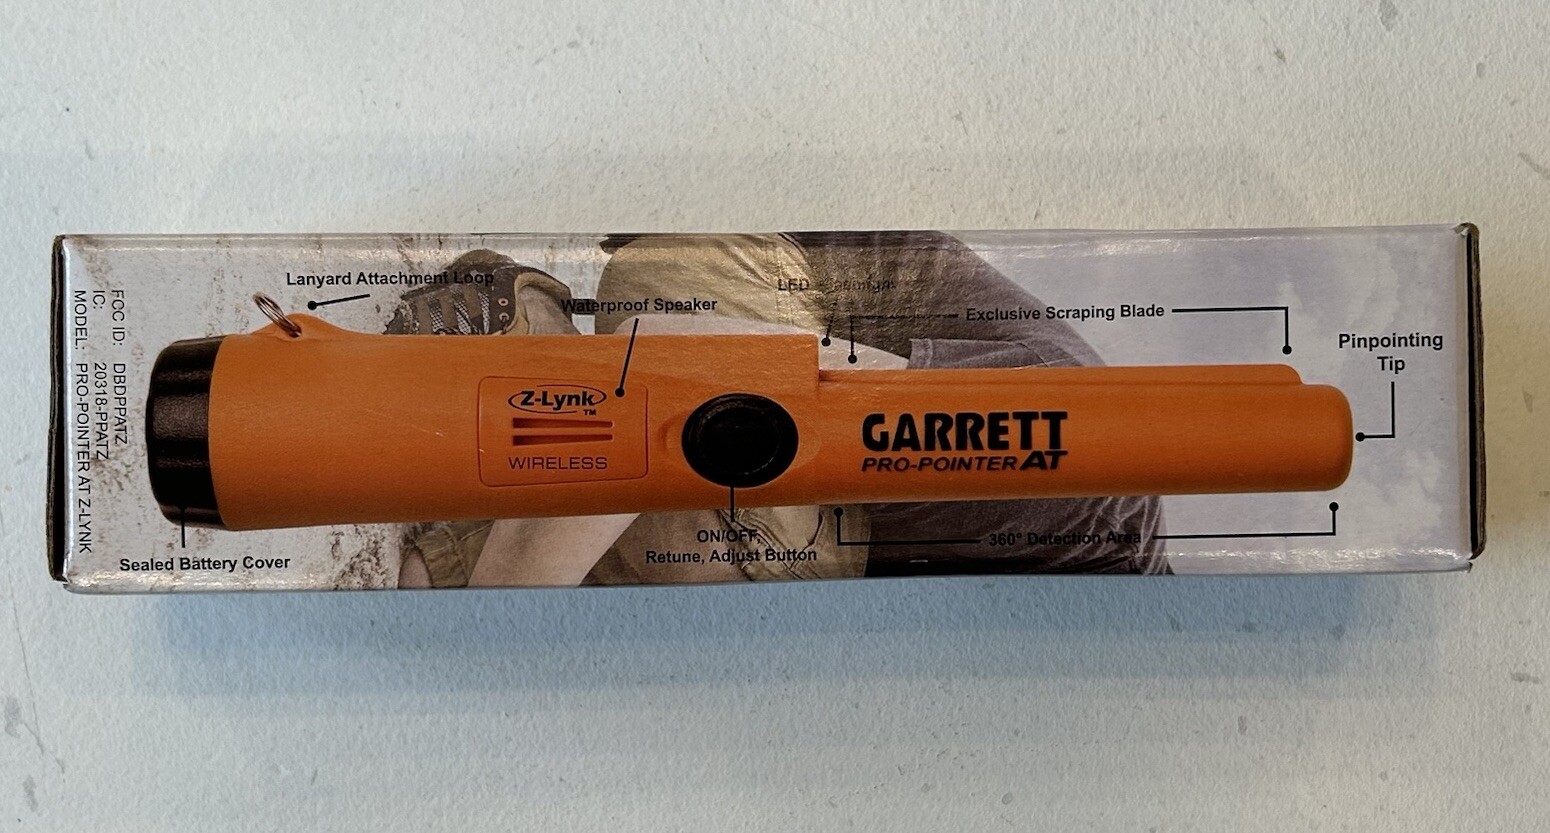 FCC ID: DBDPPATZ
IC: 20318-PPATZ
MODEL: PRO-POINTER AT Z-LYNK
Lanyard Attachment Loop
Waterproof Speaker
LED
Exclusive Scraping Blade
Pinpointing
Tip
Z-Lynk
TM
WIRELESS
GARRETT
PRO-POINTER AT
ON/OFF,
Retune, Adjust Button
360° Detection Area
Sealed Battery Cover